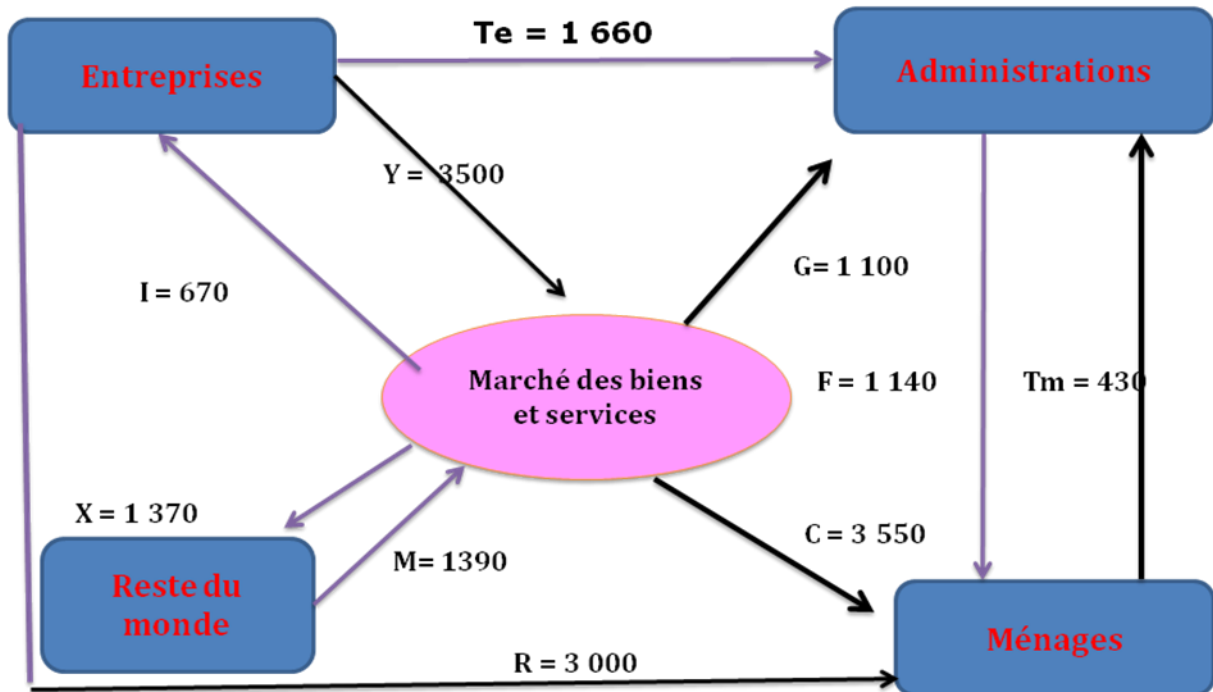 Te = 1 660
Entreprises
Administrations
Y = 3500
G= 1 100
I = 670
Marché des biens
et services
F = 1 140
Tm = 430
X = 1 370
C = 3 550
M= 1390
Reste du
monde
Ménages
R = 3 000